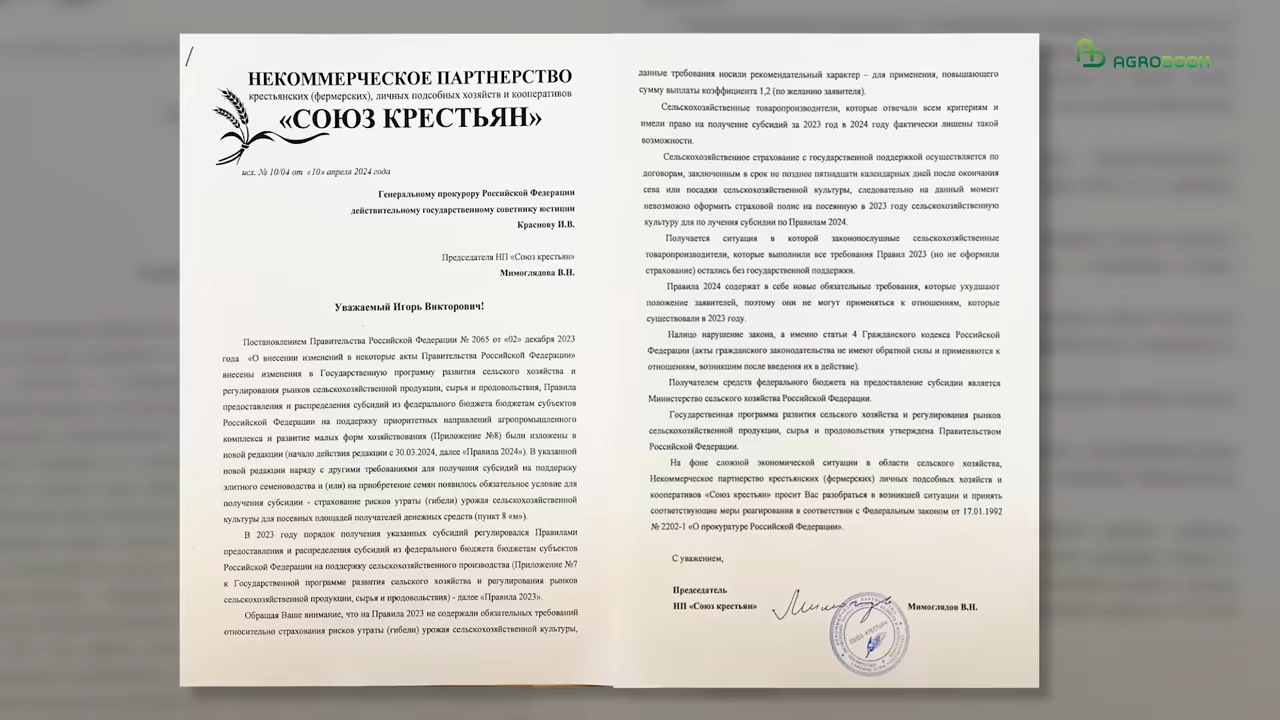 НЕКОММЕРЧЕСКОЕ ПАРТНЕРСТВО
крестьянских (фермерских), личных подсобных хозяйств и кооперативов
«СОЮЗ КРЕСТЬЯН»
исх. № 10/04 от «10» апреля 2024 года
Генеральному прокурору Российской Федерации
действительному государственному советнику юстиции
Краснову И.В.
Председателя НП «Союз крестьян»
Мимоглядова В.Н.
Уважаемый Игорь Викторович!
Постановлением Правительства Российской Федерации № 2065 от «02» декабря 2023
года «О внесении изменений в некоторые акты Правительства Российской Федерации»
внесены изменения в Государственную программу развития сельского хозяйства и
регулирования рынков сельскохозяйственной продукции, сырья и продовольствия, Правила
предоставления и распределения субсидий из федерального бюджета бюджетам субъектов
Российской Федерации на поддержку приоритетных направлений агропромышленного
комплекса и развитие малых форм хозяйствования (Приложение №8) были изложены в
новой редакции (начало действия редакции с 30.03.2024, далее «Правила 2024»). В указанной
новой редакции наряду с другими требованиями для получения субсидий на поддержку
элитного семеноводства и (или) на приобретение семян появилось обязательное условие для
получения субсидии - страхование рисков утраты (гибели) урожая сельскохозяйственной
культуры для посевных площадей получателей денежных средств (пункт 8 «м»).
В 2023 году порядок получения указанных субсидий регулировался Правилами
предоставления и распределения субсидий из федерального бюджета бюджетам субъектов
Российской Федерации на поддержку сельскохозяйственного производства (Приложение №7
к Государственной программе развития сельского хозяйства и регулирования рынков
сельскохозяйственной продукции, сырья и продовольствия) - далее «Правила 2023».
Обращая Ваше внимание, что на Правила 2023 не содержали обязательных требований
относительно страхования рисков утраты (гибели) урожая сельскохозяйственной культуры,
данные требования носили рекомендательный характер – для применения, повышающего
сумму выплаты коэффициента 1,2 (по желанию заявителя).
Сельскохозяйственные товаропроизводители, которые отвечали всем критериям и
имели право на получение субсидий за 2023 год в 2024 году фактически лишены такой
возможности.
Сельскохозяйственное страхование с государственной поддержкой осуществляется по
договорам, заключенным в срок не позднее пятнадцати календарных дней после окончания
сева или посадки сельскохозяйственной культуры, следовательно на данный момент
невозможно оформить страховой полис на посеянную в 2023 году сельскохозяйственную
культуру для по лучения субсидии по Правилам 2024.
Получается ситуация в которой законопослушные сельскохозяйственные
товаропроизводители, которые выполнили все требования Правил 2023 (но не оформили
страхование) остались без государственной поддержки.
Правила 2024 содержат в себе новые обязательные требования, которые ухудшают
положение заявителей, поэтому они не могут применяться к отношениям, которые
существовали в 2023 году.
Налицо нарушение закона, а именно статьи 4 Гражданского кодекса Российской
Федерации (акты гражданского законодательства не имеют обратной силы и применяются к
отношениям, возникшим после введения их в действие).
Получателем средств федерального бюджета на предоставление субсидии является
Министерство сельского хозяйства Российской Федерации.
Государственная программа развития сельского хозяйства и регулирования рынков
сельскохозяйственной продукции, сырья и продовольствия утверждена Правительством
Российской Федерации.
На фоне сложной экономической ситуации в области сельского хозяйства,
Некоммерческое партнерство крестьянских (фермерских) личных подсобных хозяйств и
кооперативов «Союз крестьян» просит Вас разобраться в возникшей ситуации и принять
соответствующие меры реагирования в соответствии с Федеральным законом от 17.01.1992
№ 2202-1 «О прокуратуре Российской Федерации».
С уважением,
Председатель
НП «Союз крестьян»
Мимоглядов В.Н.
СОЮЗ КРЕСТЬЯН
AGROBOOK